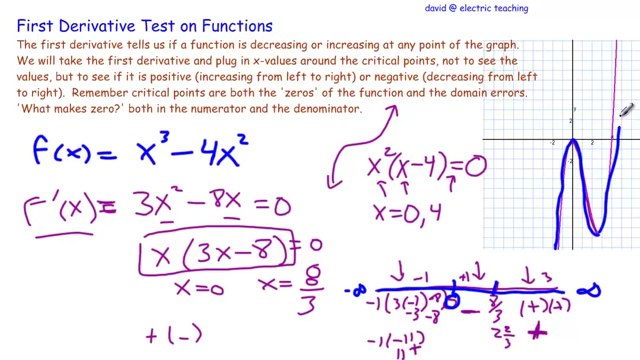 david @ electric teaching
First Derivative Test on Functions
The first derivative tells us if a function is decreasing or increasing at any point of the graph.
We will take the first derivative and plug in x-values around the critical points, not to see the
values, but to see if it is positive (increasing from left to right) or negative (decreasing from left
to right). Remember critical points are both the 'zeros' of the function and the domain errors.
'What makes zero?' both in the numerator and the denominator.
f(x) = x³ − 4x²
x²(x − 4) = 0
x = 0, 4
f'(x) = 3x² − 8x = 0
x (3x − 8) = 0
x = 0 x = 8/3
↓ -1 +1 ↓ ↓ 3
-∞ 0 8/3 ∞
-1(3(-1) -8) − (+)(+)
-3 -8 2 2/3 +
-1(-11)
11 +
+ (−)